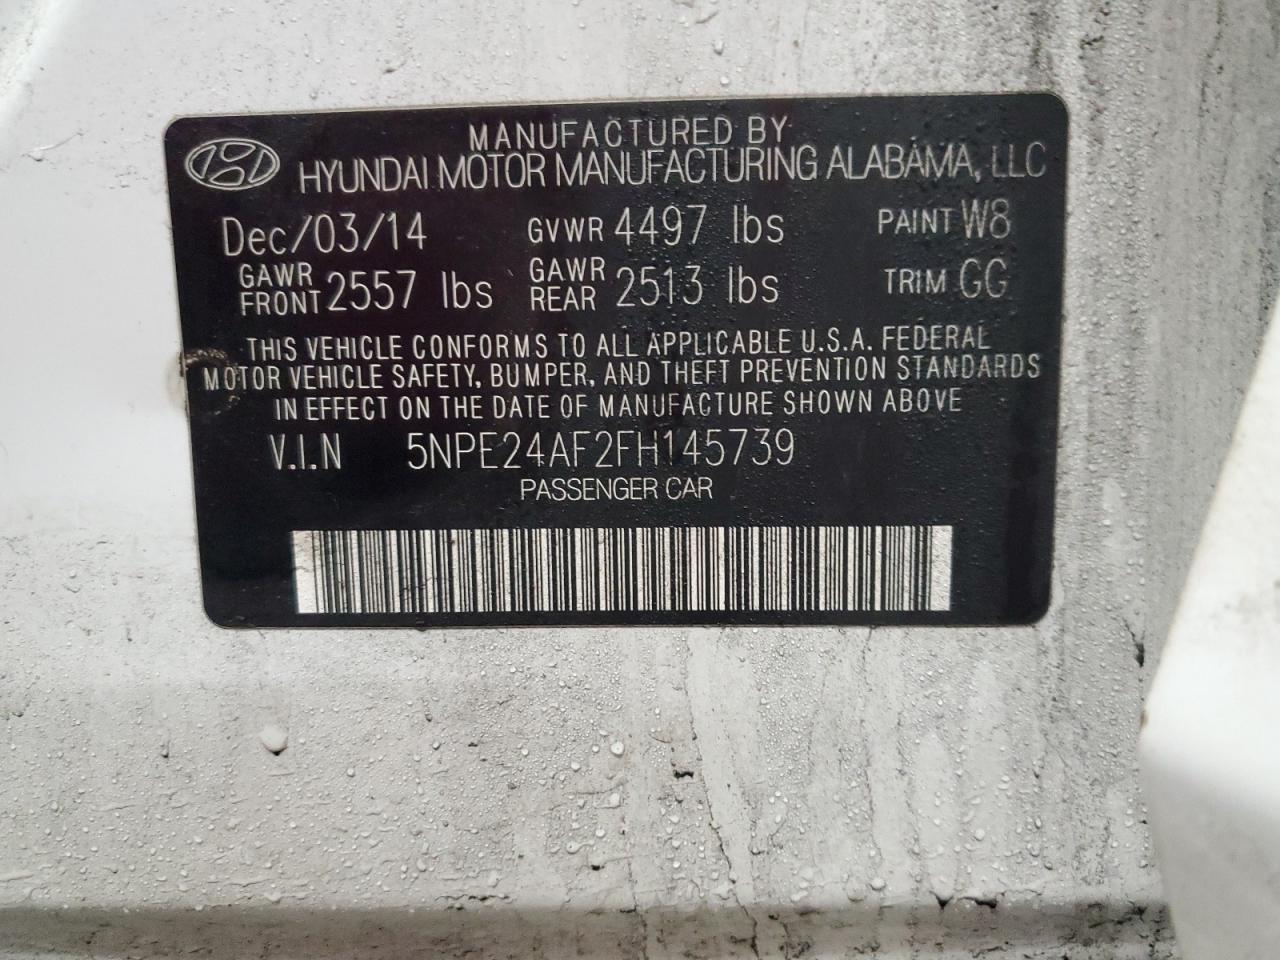 MANUFACTURED BY
HYUNDAI MOTOR MANUFACTURING ALABAMA, LLC
Dec/03/14 GVWR 4497 lbs PAINT W8
GAWR FRONT 2557 lbs GAWR REAR 2513 lbs TRIM GG
THIS VEHICLE CONFORMS TO ALL APPLICABLE U.S.A. FEDERAL
MOTOR VEHICLE SAFETY, BUMPER, AND THEFT PREVENTION STANDARDS
IN EFFECT ON THE DATE OF MANUFACTURE SHOWN ABOVE
V.I.N 5NPE24AF2FH145739
PASSENGER CAR